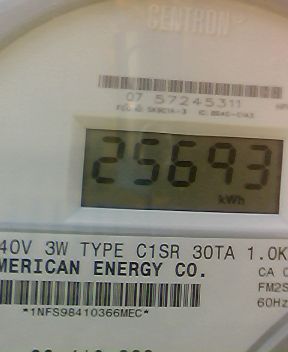 CENTRON®
07 57245311
25693
kWh
40V 3W TYPE C1SR 30TA 1.0K
MERICAN ENERGY CO.
CA 0
FM2S
60Hz
*1NFS98410366MEC*